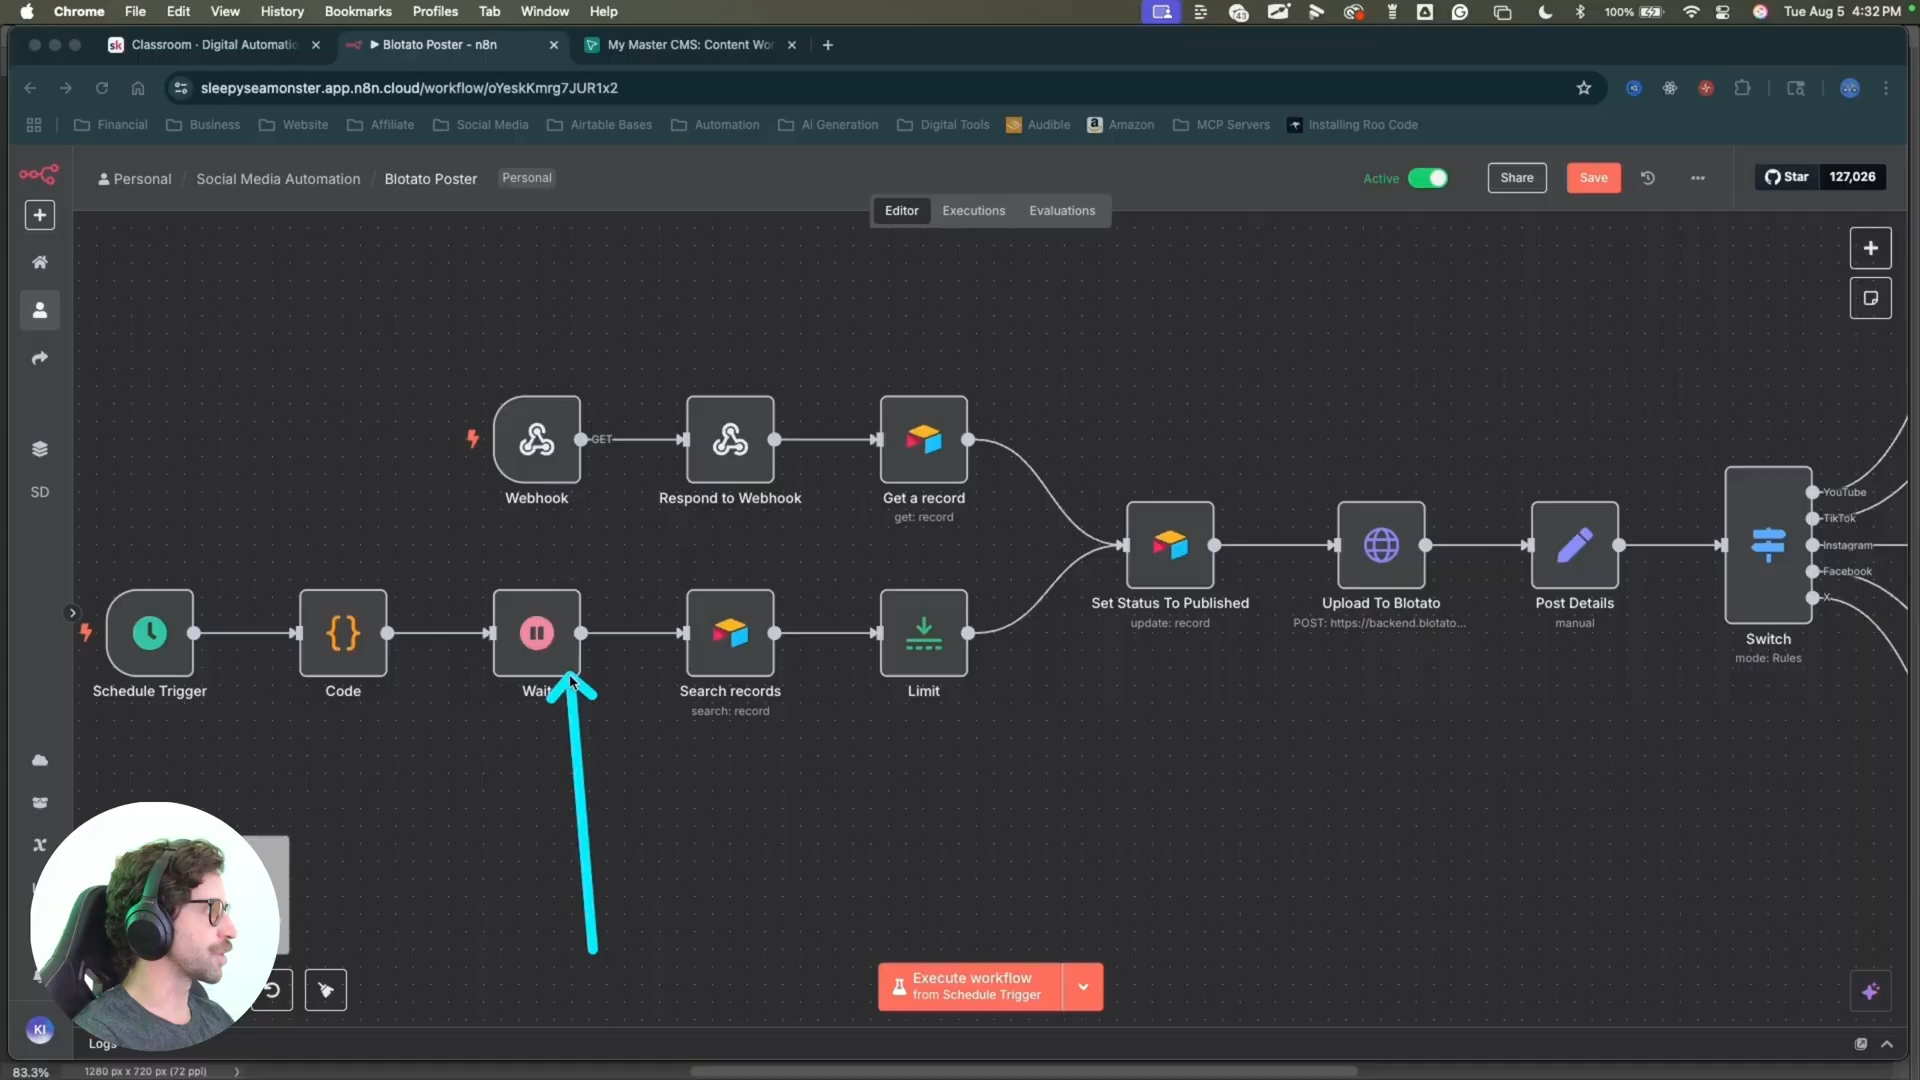 Chrome File Edit View History Bookmarks Profiles Tab Window Help
43
100%
Tue Aug 5 4:32 PM
sk Classroom · Digital Automatic
Blotato Poster - n8n
My Master CMS: Content Wor
sleepyseamonster.app.n8n.cloud/workflow/oYeskKmrg7JUR1x2
Financial Business Website Affiliate Social Media Airtable Bases Automation Ai Generation Digital Tools Audible Amazon MCP Servers Installing Roo Code
Personal / Social Media Automation / Blotato Poster Personal
Active Share Save Star 127,026
Editor Executions Evaluations
SD
GET
Webhook
Respond to Webhook
Get a record
get: record
Schedule Trigger
Code
Wait
Search records
search: record
Limit
Set Status To Published
update: record
Upload To Blotato
POST: https://backend.blotato...
Post Details
manual
YouTube
TikTok
Instagram
Facebook
X
Switch
mode: Rules
Execute workflow
from Schedule Trigger
KI
Logs
83.3% 1280 px x 720 px (72 ppi)